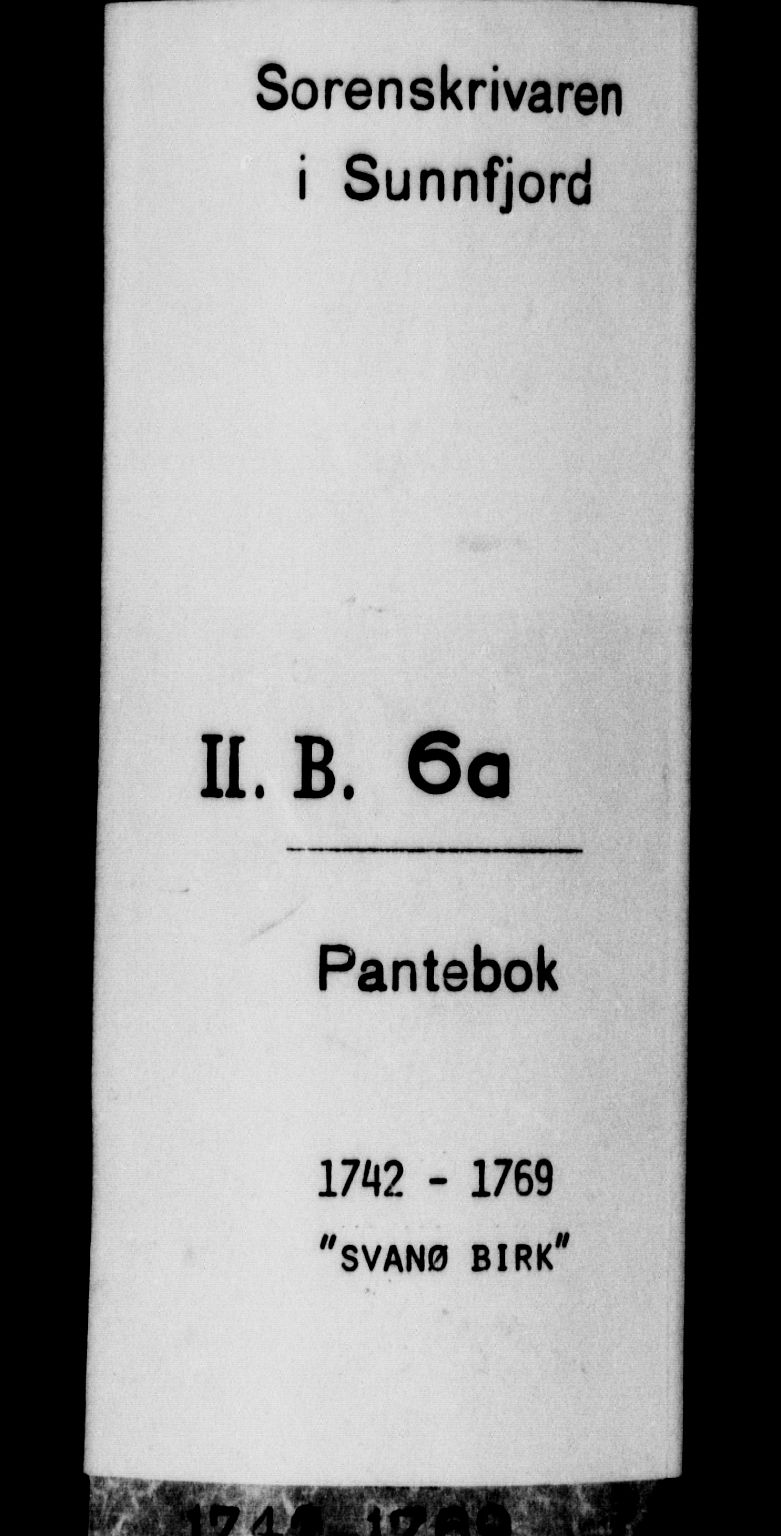 Sorenskrivaren
i Sunnfjord
II. B. 6a
Pantebok
1742 - 1769
"SVANØ BIRK"